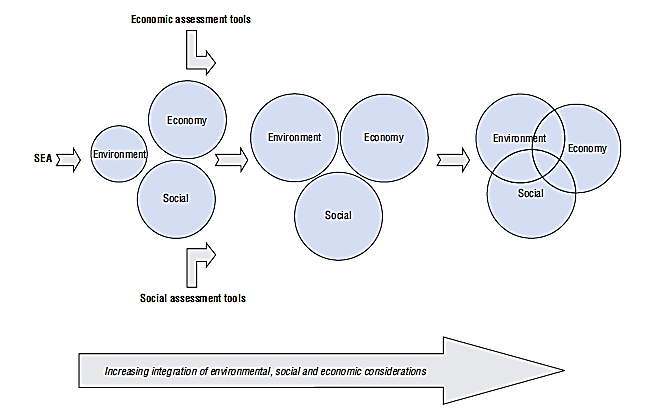 Economic assessment tools
Economy
Environment
Economy
Environment
Economy
SEA
Environment
Social
Social
Social
Social assessment tools
Increasing integration of environmental, social and economic considerations